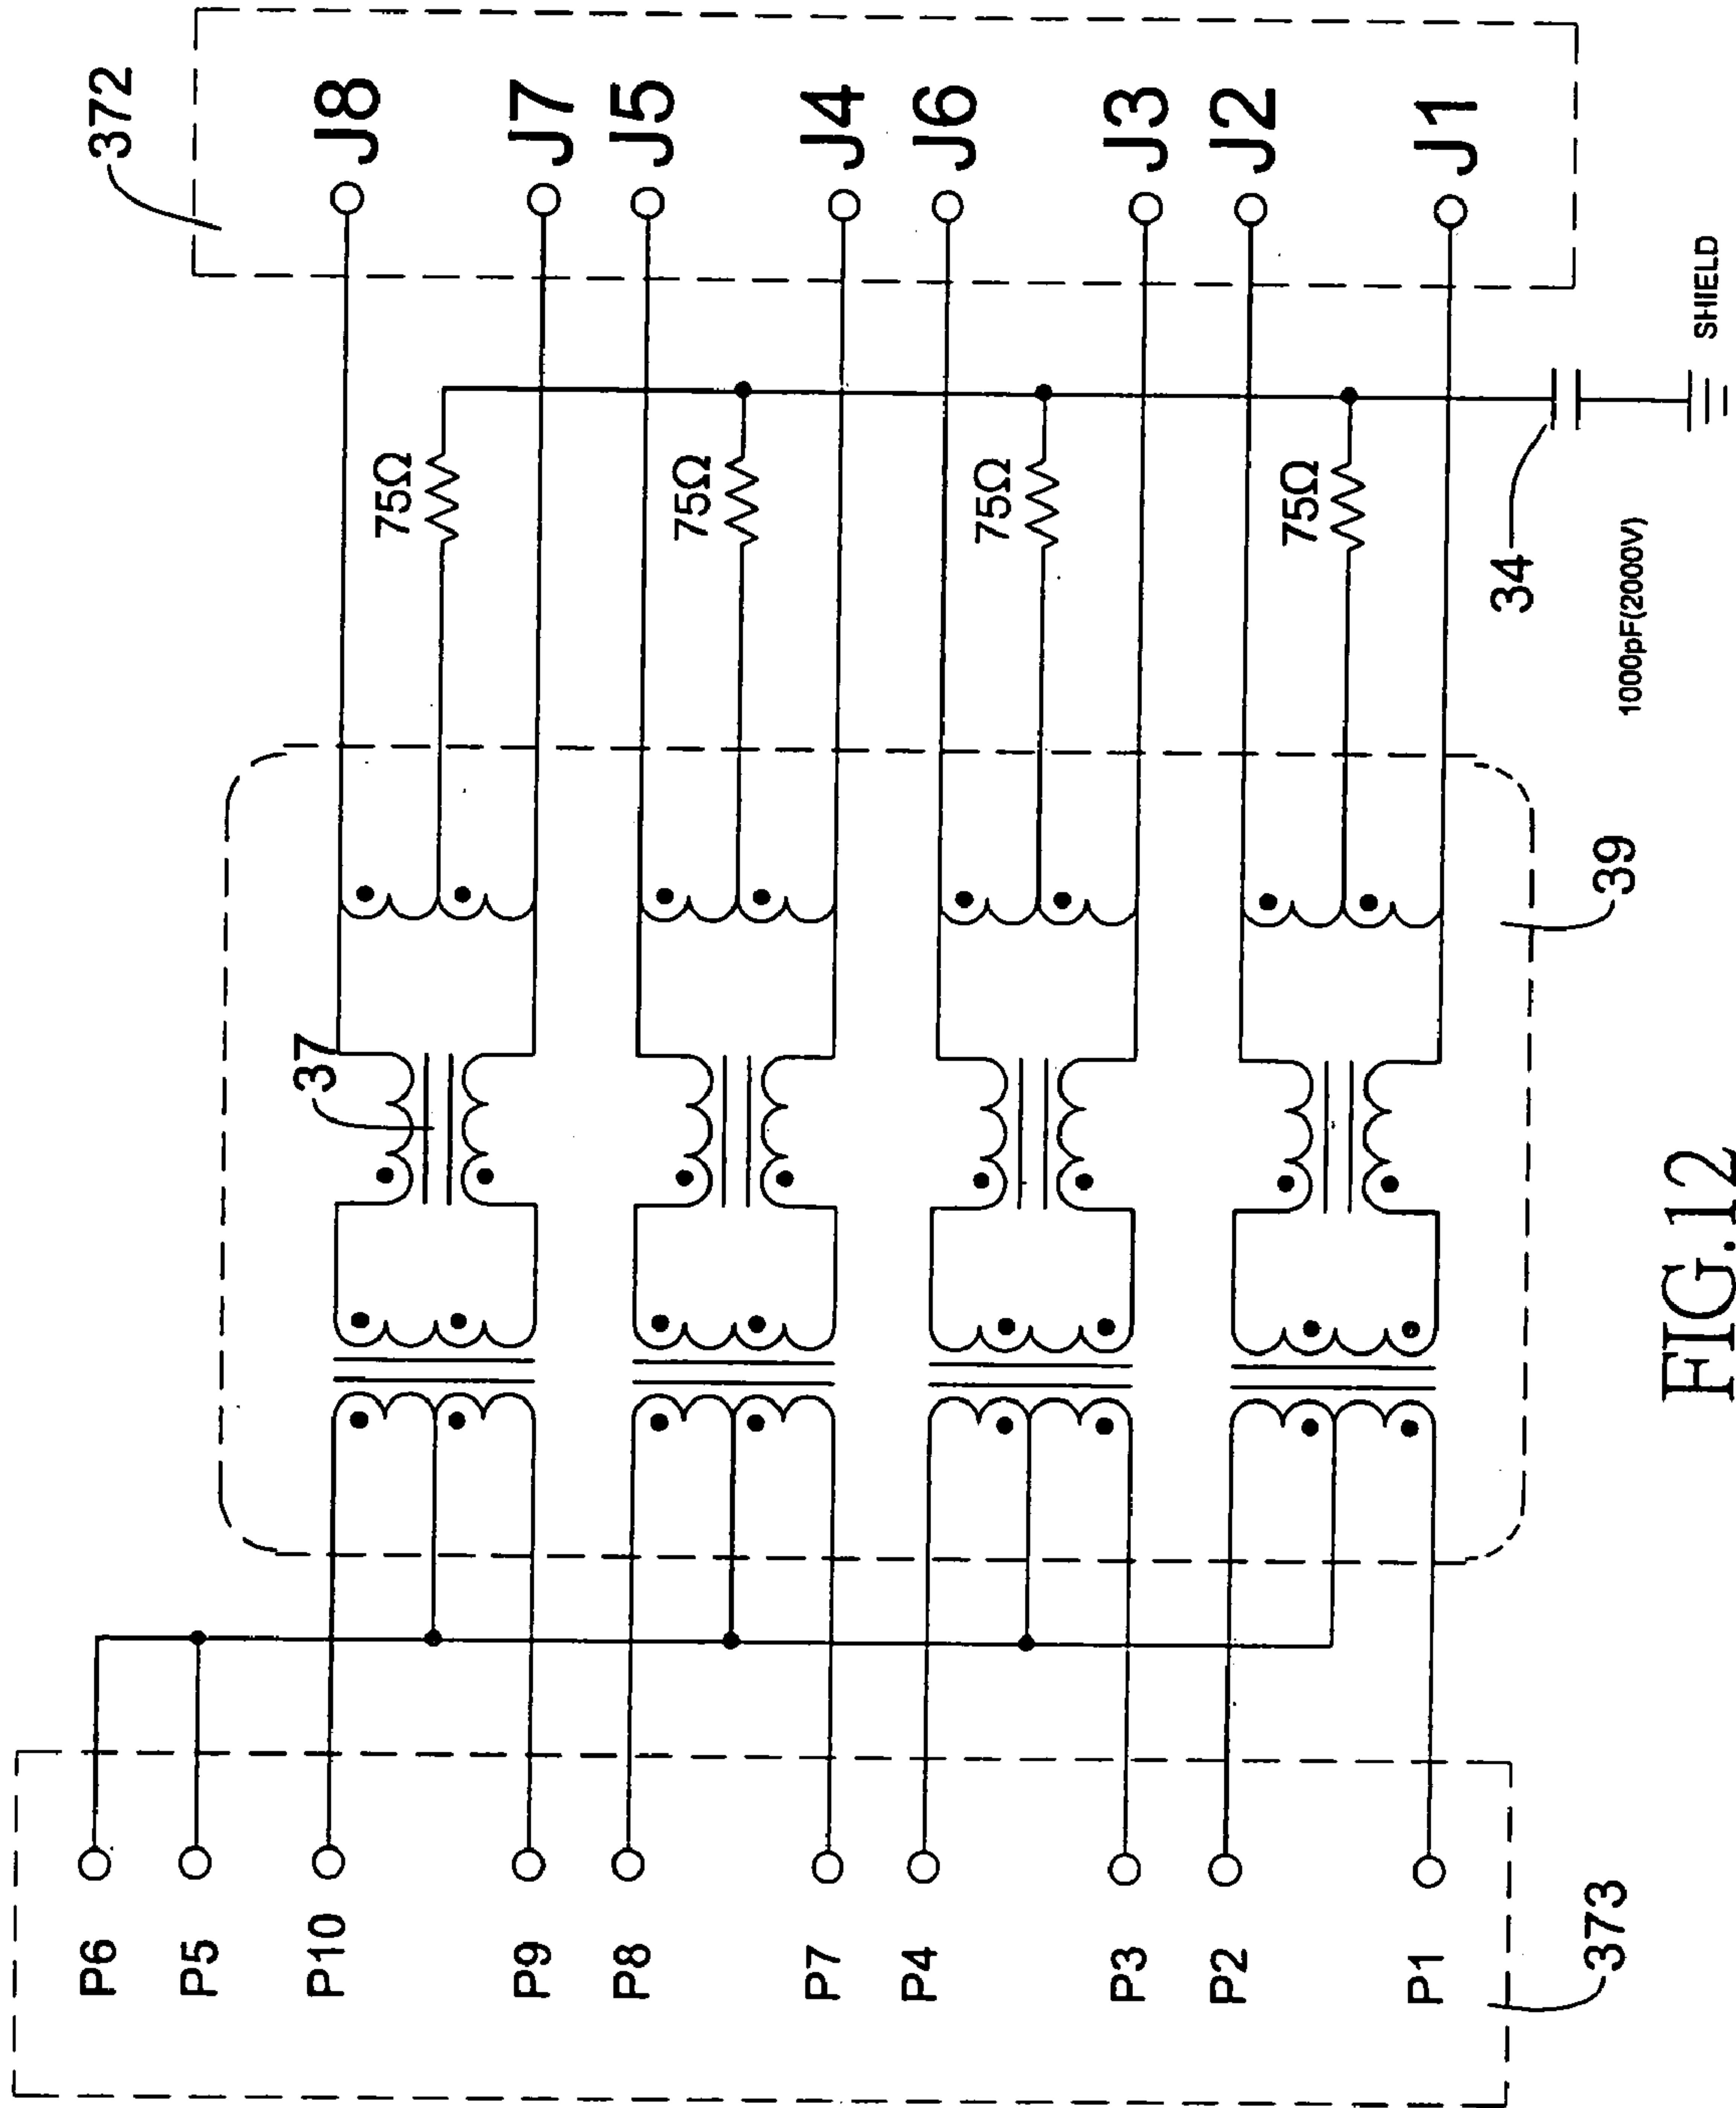 372
J8
J7
J5
J4
J6
J3
J2
J1
75Ω
75Ω
75Ω
75Ω
SHIELD
34
1000pF(2000V)
37
39
P6
P5
P10
P9
P8
P7
P4
P3
P2
P1
373
FIG.12